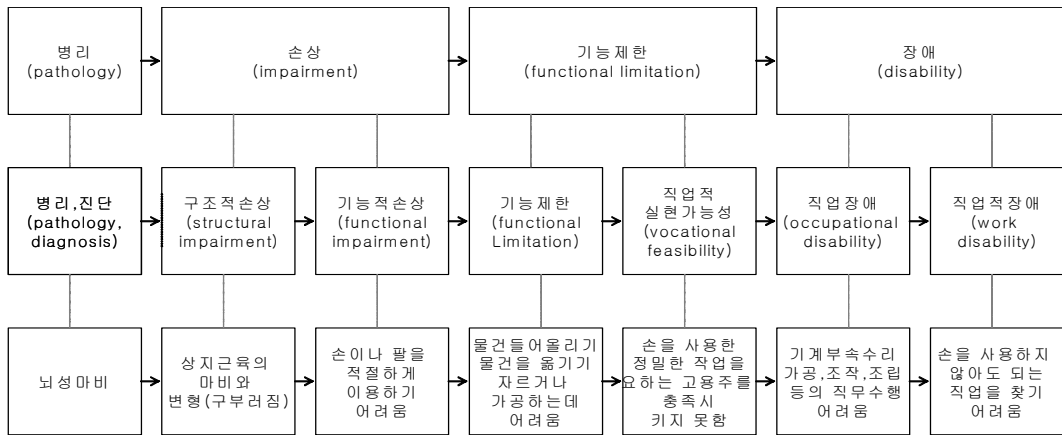 병리
(pathology)
손상
(impairment)
기능제한
(functional limitation)
장애
(disability)
병리,진단
(pathology,
diagnosis)
구조적손상
(structural
impairment)
기능적손상
(functional
impairment)
기능제한
(functional
Limitation)
직업적
실현가능성
(vocational
feasibility)
직업장애
(occupational
disability)
직업적장애
(work
disability)
뇌성마비
상지근육의
마비와
변형(구부러짐)
손이나 팔을
적절하게
이용하기
어려움
물건들어올리기
물건을 옮기기
자르거나
가공하는데
어려움
손을 사용한
정밀한 작업을
요하는 고용주를
충족시
키지 못함
기계부속수리
가공,조작,조립
등의 직무수행
어려움
손을 사용하지
않아도 되는
직업을 찾기
어려움